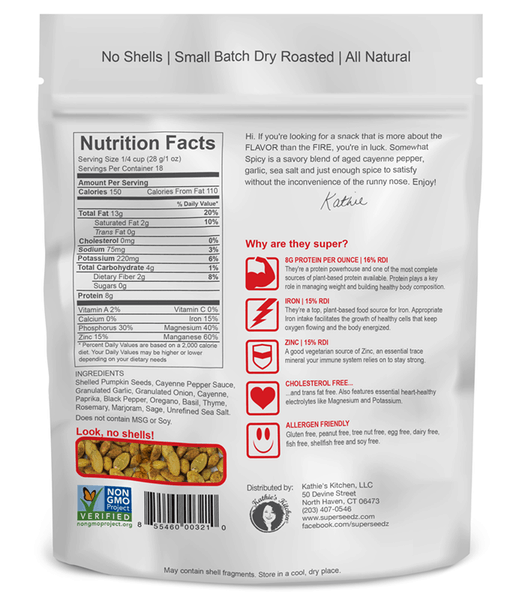 No Shells | Small Batch Dry Roasted | All Natural
Nutrition Facts
Serving Size 1/4 cup (28 g/1 oz)
Servings Per Container 18
Amount Per Serving
Calories 150 Calories From Fat 110
% Daily Value*
Total Fat 13g 20%
Saturated Fat 2g 10%
Trans Fat 0g
Cholesterol 0mg 0%
Sodium 75mg 3%
Potassium 220mg 6%
Total Carbohydrate 4g 1%
Dietary Fiber 2g 8%
Sugars 0g
Protein 8g
Vitamin A 2% Vitamin C 0%
Calcium 0% Iron 15%
Phosphorus 30% Magnesium 40%
Zinc 15% Manganese 60%
* Percent Daily Values are based on a 2,000 calorie
diet. Your Daily Values may be higher or lower
depending on your dietary needs
INGREDIENTS
Shelled Pumpkin Seeds, Cayenne Pepper Sauce,
Granulated Garlic, Granulated Onion, Cayenne,
Paprika, Black Pepper, Oregano, Basil, Thyme,
Rosemary, Marjoram, Sage, Unrefined Sea Salt.
Does not contain MSG or Soy.
Look, no shells!
NON
GMO
Project
VERIFIED
nongmoproject.org
8 55460 00321 0
Hi. If you're looking for a snack that is more about the
FLAVOR than the FIRE, you're in luck. Somewhat
Spicy is a savory blend of aged cayenne pepper,
garlic, sea salt and just enough spice to satisfy
without the inconvenience of the runny nose. Enjoy!
Kathie
Why are they super?
8G PROTEIN PER OUNCE | 16% RDI
They're a protein powerhouse and one of the most complete
sources of plant-based protein available. Protein plays a key
role in managing weight and building healthy body composition.
IRON | 15% RDI
They're a top, plant-based food source for Iron. Appropriate
Iron intake facilitates the growth of healthy cells that keep
oxygen flowing and the body energized.
ZINC | 15% RDI
A good vegetarian source of Zinc, an essential trace
mineral your immune system relies on to stay strong.
CHOLESTEROL FREE...
...and trans fat free. Also features essential heart-healthy
electrolytes like Magnesium and Potassium.
ALLERGEN FRIENDLY
Gluten free, peanut free, tree nut free, egg free, dairy free,
fish free, shellfish free and soy free.
Distributed by:
Kathie's Kitchen
Kathie's Kitchen, LLC
50 Devine Street
North Haven, CT 06473
(203) 407-0546
www.superseedz.com
facebook.com/superseedz
May contain shell fragments. Store in a cool, dry place.